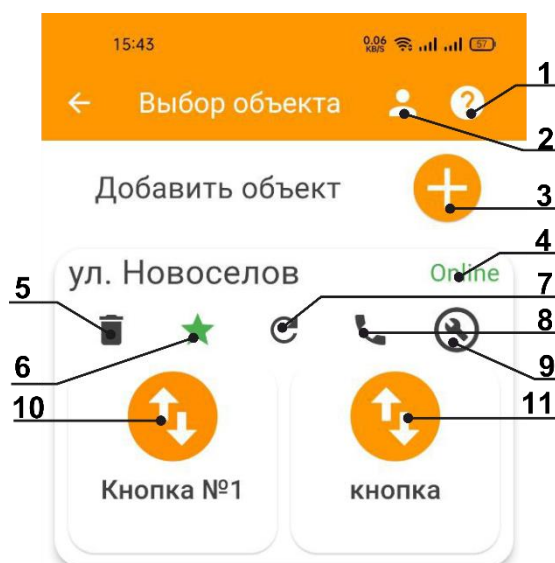 15:43 0.06 KB/S 57
Выбор объекта ?
1
2
Добавить объект
3
4
ул. Новоселов Online
5
7
8
6
9
10
11
Кнопка №1 кнопка